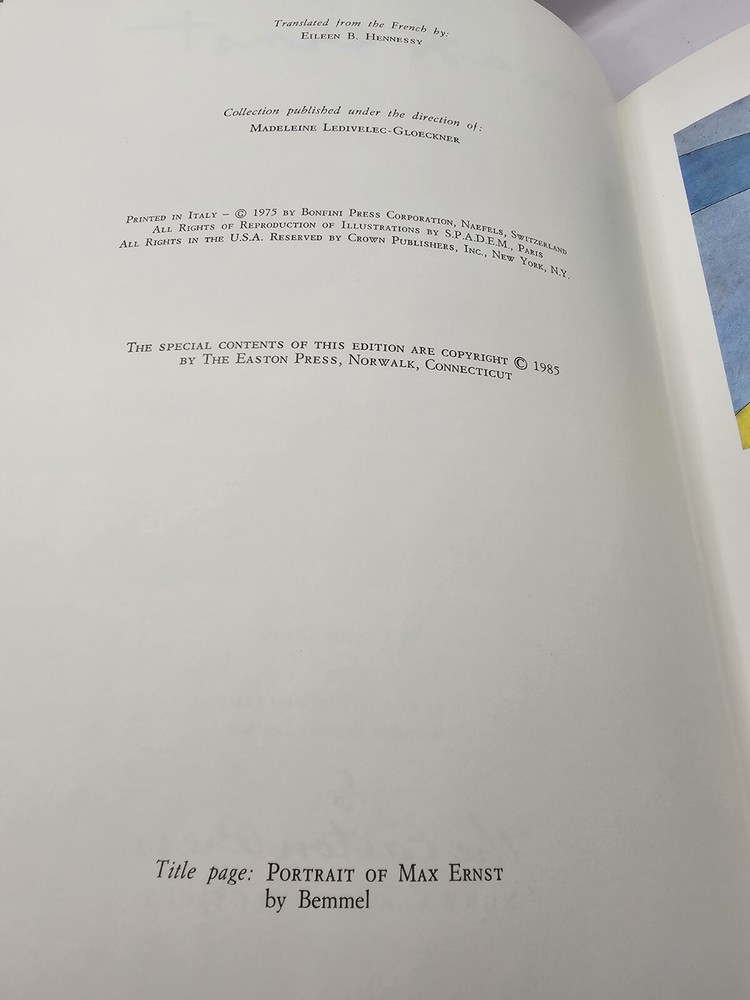 Translated from the French by:
EILEEN B. HENNESSY
Collection published under the direction of:
MADELEINE LEDIVELEC-GLOECKNER
PRINTED IN ITALY – © 1975 BY BONFINI PRESS CORPORATION, NAEFELS, SWITZERLAND
ALL RIGHTS OF REPRODUCTION OF ILLUSTRATIONS BY S.P.A.D.E.M., PARIS
ALL RIGHTS IN THE U.S.A. RESERVED BY CROWN PUBLISHERS, INC., NEW YORK, N.Y.
THE SPECIAL CONTENTS OF THIS EDITION ARE COPYRIGHT © 1985
BY THE EASTON PRESS, NORWALK, CONNECTICUT
Title page: PORTRAIT OF MAX ERNST
by Bemmel